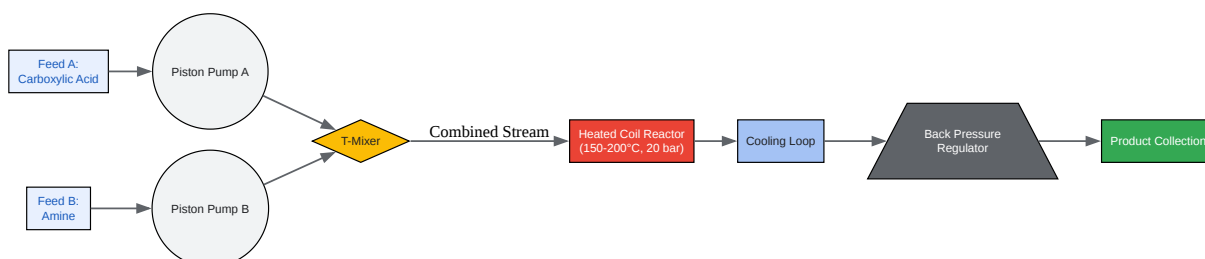 Feed A:
Carboxylic Acid
Piston Pump A
T-Mixer
Combined Stream
Heated Coil Reactor
(150-200°C, 20 bar)
Cooling Loop
Back Pressure
Regulator
Product Collection
Feed B:
Amine
Piston Pump B